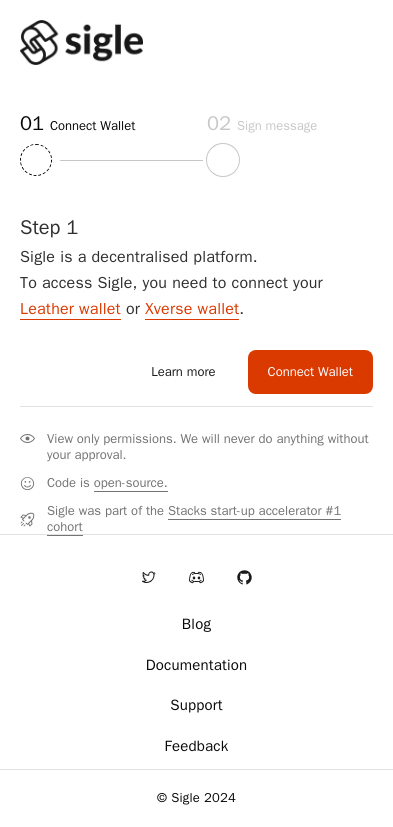 sigle
01 Connect Wallet
02 Sign message
Step 1
Sigle is a decentralised platform.
To access Sigle, you need to connect your
Leather wallet or Xverse wallet.
Learn more
Connect Wallet
View only permissions. We will never do anything without
your approval.
Code is open-source.
Sigle was part of the Stacks start-up accelerator #1
cohort
Blog
Documentation
Support
Feedback
© Sigle 2024